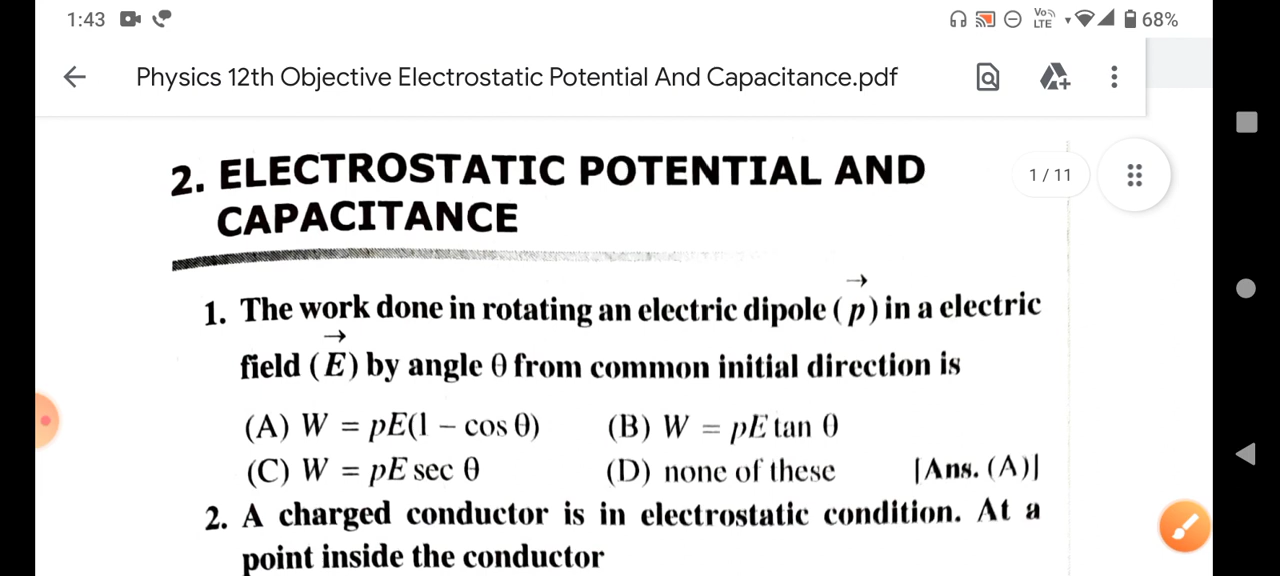 1:43
Vo LTE
68%
Physics 12th Objective Electrostatic Potential And Capacitance.pdf
1 / 11
2. ELECTROSTATIC POTENTIAL AND
CAPACITANCE
1. The work done in rotating an electric dipole (p⃗) in a electric
field (E⃗) by angle θ from common initial direction is
(A) W = pE(1 – cos θ) (B) W = pE tan θ
(C) W = pE sec θ (D) none of these [Ans. (A)]
2. A charged conductor is in electrostatic condition. At a
point inside the conductor